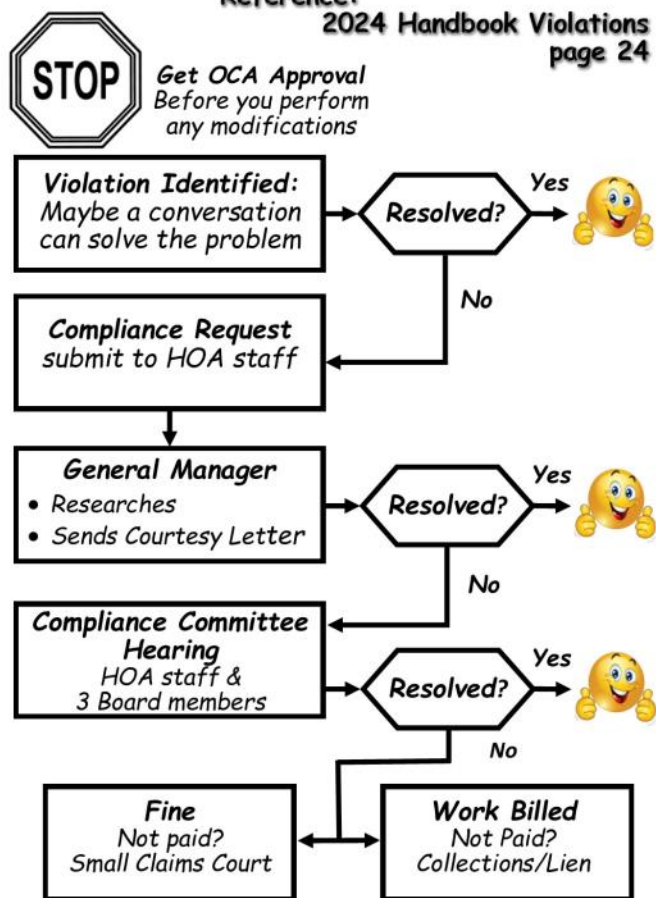 Reference:
2024 Handbook Violations
page 24
STOP
Get OCA Approval
Before you perform
any modifications
Violation Identified:
Maybe a conversation
can solve the problem
Resolved?
Yes
No
Compliance Request
submit to HOA staff
General Manager
• Researches
• Sends Courtesy Letter
Resolved?
Yes
No
Compliance Committee
Hearing
HOA staff &
3 Board members
Resolved?
Yes
No
Fine
Not paid?
Small Claims Court
Work Billed
Not Paid?
Collections/Lien